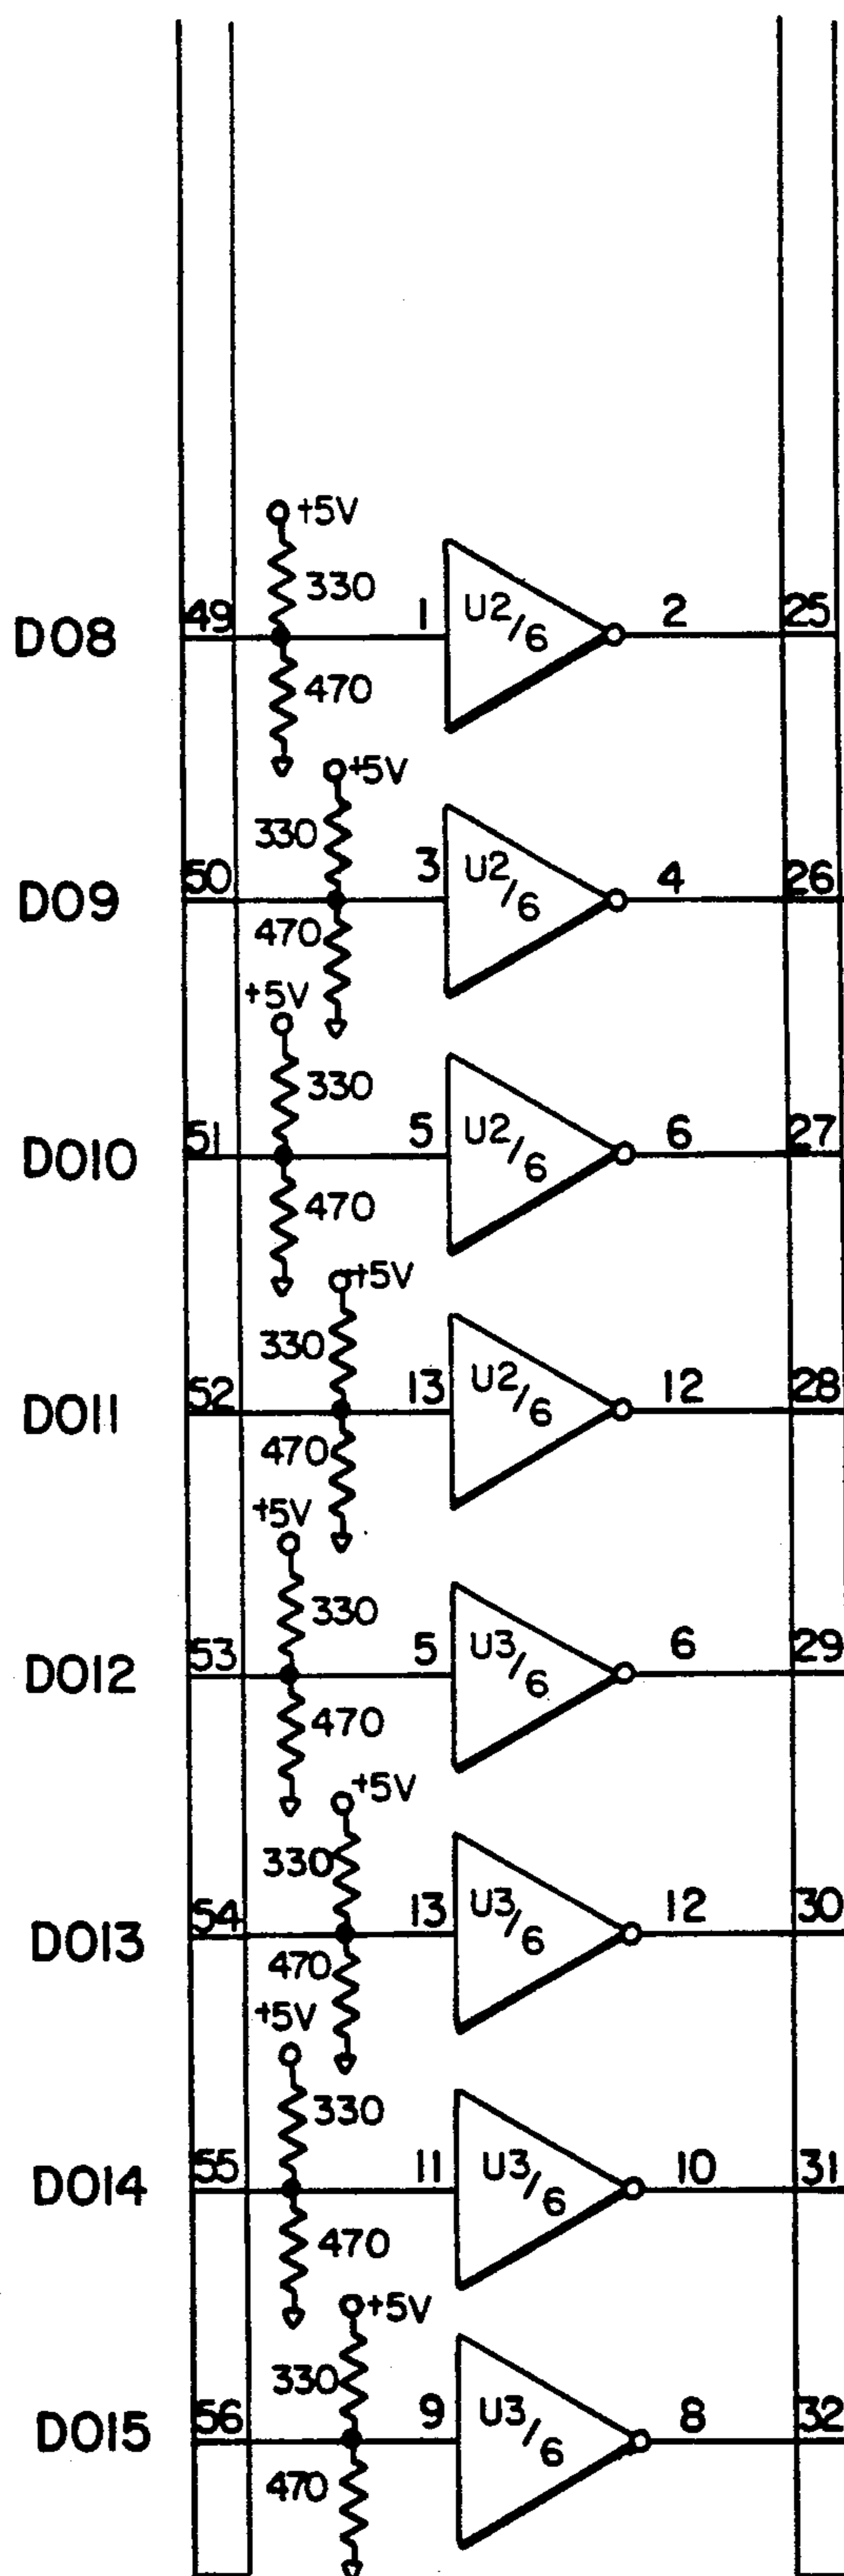 +5V
330
DO8 49 1 U2/6 2 25
470
+5V
330
DO9 50 3 U2/6 4 26
470
+5V
330
DO10 51 5 U2/6 6 27
470
+5V
330
DO11 52 13 U2/6 12 28
470
+5V
330
DO12 53 5 U3/6 6 29
470
+5V
330
DO13 54 13 U3/6 12 30
470
+5V
330
DO14 55 11 U3/6 10 31
470
+5V
330
DO15 56 9 U3/6 8 32
470